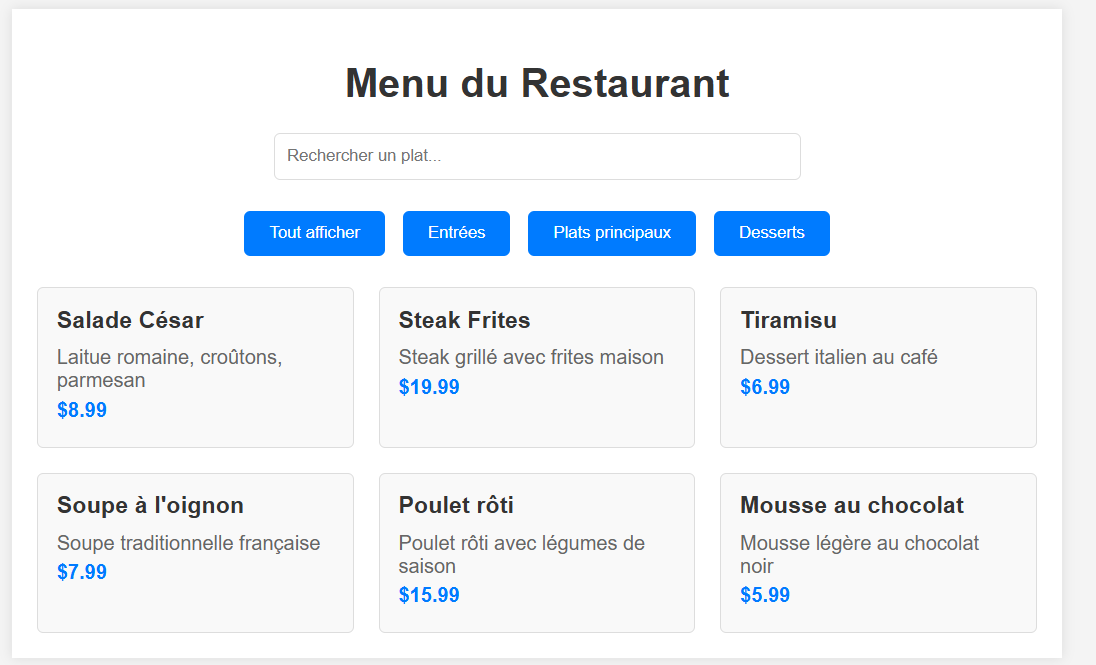 Menu du Restaurant
Rechercher un plat...
Tout afficher
Entrées
Plats principaux
Desserts
Salade César
Laitue romaine, croûtons,
parmesan
$8.99
Steak Frites
Steak grillé avec frites maison
$19.99
Tiramisu
Dessert italien au café
$6.99
Soupe à l'oignon
Soupe traditionnelle française
$7.99
Poulet rôti
Poulet rôti avec légumes de
saison
$15.99
Mousse au chocolat
Mousse légère au chocolat
noir
$5.99